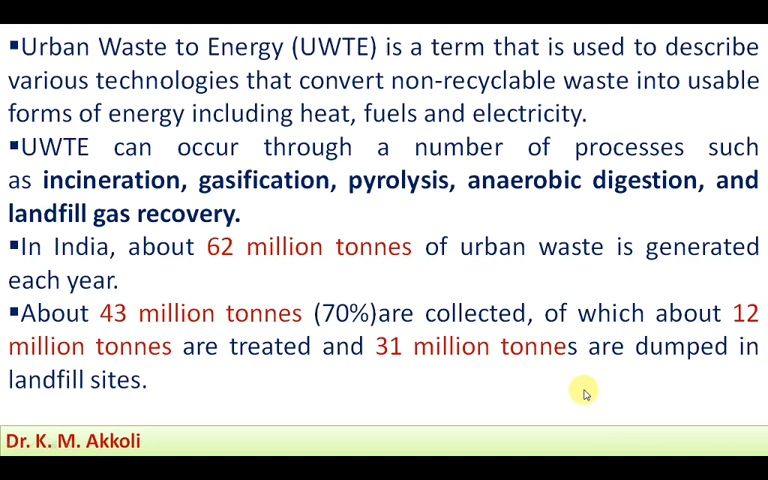 ▪Urban Waste to Energy (UWTE) is a term that is used to describe
various technologies that convert non-recyclable waste into usable
forms of energy including heat, fuels and electricity.
▪UWTE can occur through a number of processes such
as incineration, gasification, pyrolysis, anaerobic digestion, and
landfill gas recovery.
▪In India, about 62 million tonnes of urban waste is generated
each year.
▪About 43 million tonnes (70%)are collected, of which about 12
million tonnes are treated and 31 million tonnes are dumped in
landfill sites.
Dr. K. M. Akkoli